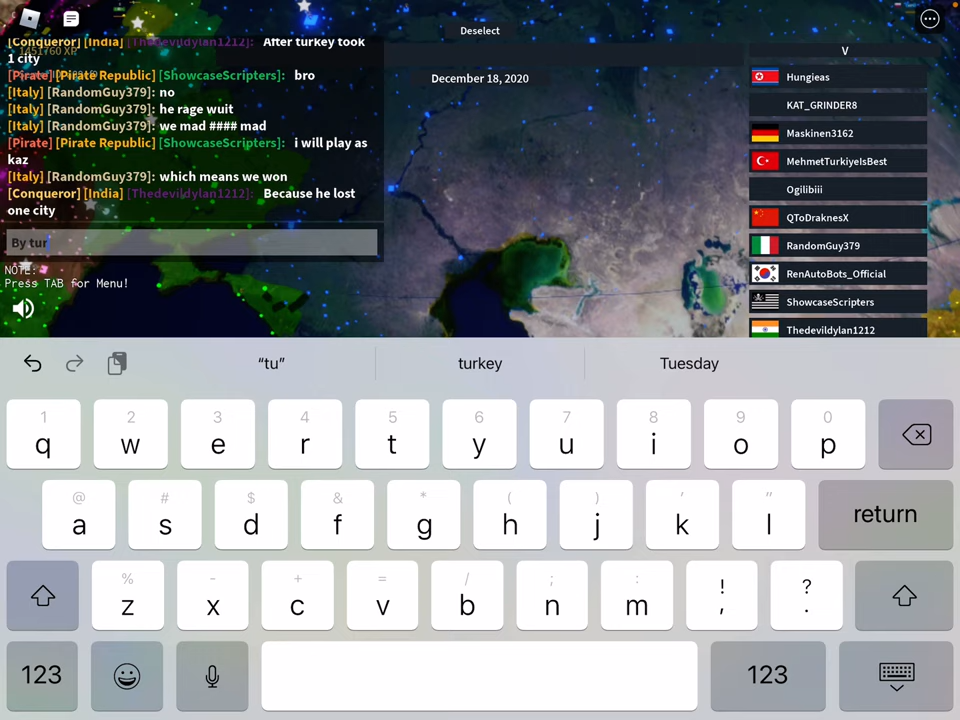 Deselect
[Conqueror] [India] [Thedevildylan1212]: After turkey took
1 city
[Pirate] [Pirate Republic] [ShowcaseScripters]: bro
[Italy] [RandomGuy379]: no
[Italy] [RandomGuy379]: he rage wuit
[Italy] [RandomGuy379]: we mad #### mad
[Pirate] [Pirate Republic] [ShowcaseScripters]: i will play as
kaz
[Italy] [RandomGuy379]: which means we won
[Conqueror] [India] [Thedevildylan1212]: Because he lost
one city
By tur
NOTE:
Press TAB for Menu!
December 18, 2020
V
Hungieas
KAT_GRINDER8
Maskinen3162
MehmetTurkiyeIsBest
Ogilibiii
QToDraknesX
RandomGuy379
RenAutoBots_Official
ShowcaseScripters
Thedevildylan1212
“tu” turkey Tuesday
1 2 3 4 5 6 7 8 9 0
q w e r t y u i o p
@ # $ & * ( ) ' "
a s d f g h j k l return
% - + = / ; : ! ?
z x c v b n m , .
123 123